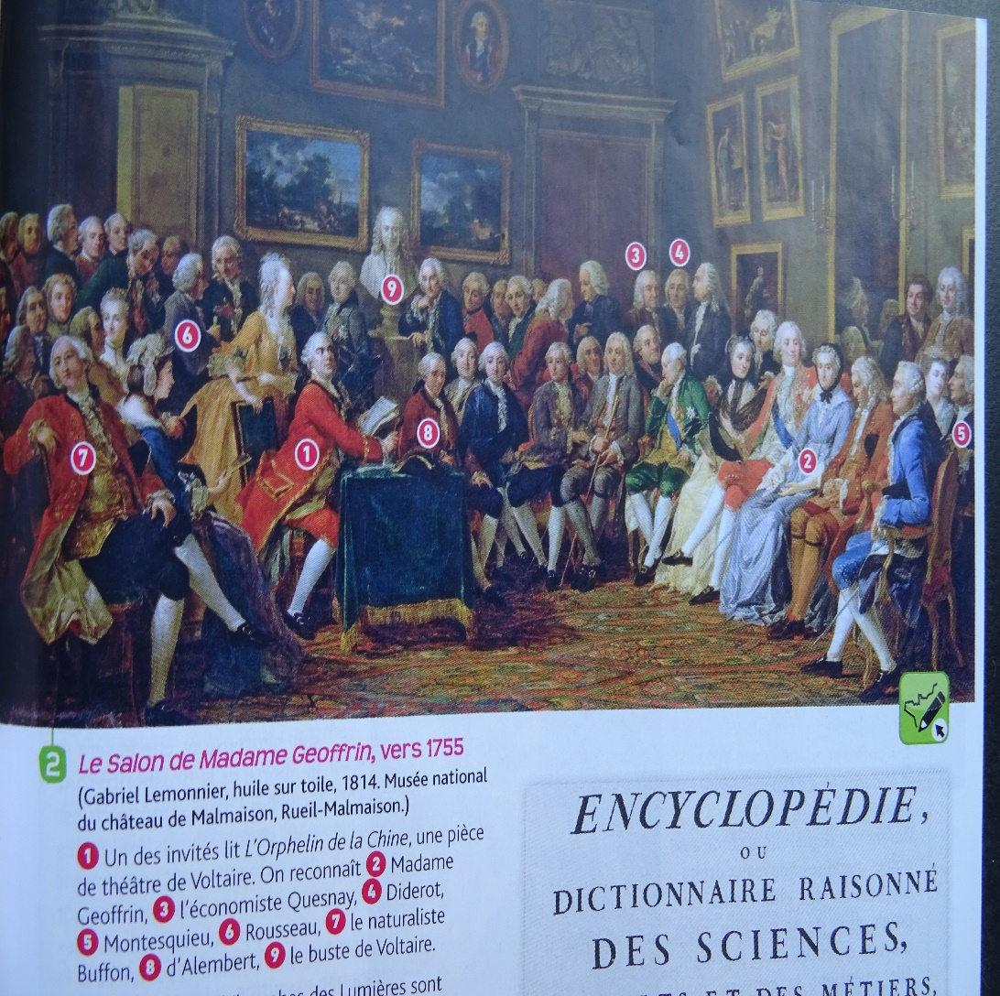 3 4
9
6
7 1 8 2 5
2 Le Salon de Madame Geoffrin, vers 1755
(Gabriel Lemonnier, huile sur toile, 1814. Musée national
du château de Malmaison, Rueil-Malmaison.)
1 Un des invités lit L'Orphelin de la Chine, une pièce
de théâtre de Voltaire. On reconnaît 2 Madame
Geoffrin, 3 l'économiste Quesnay, 4 Diderot,
5 Montesquieu, 6 Rousseau, 7 le naturaliste
Buffon, 8 d'Alembert, 9 le buste de Voltaire.
des Lumières sont
ENCYCLOPÉDIE,
OU
DICTIONNAIRE RAISONNÉ
DES SCIENCES,
ET DES MÉTIERS,